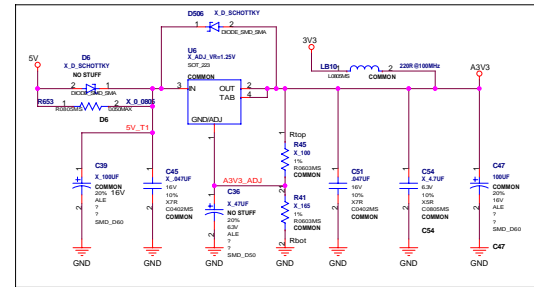 D506 X_D_SCHOTTKY
1 2
DIODE_SMD_SMA
3V3
5V
D6
X_D_SCHOTTKY
NO STUFF
2 1
DIODE_SMD_SMA
U6
X_ADJ_VR=1.25V
SOT_223
COMMON
3 IN OUT 2
TAB 4
GND/ADJ
1
LB10 220R@100MHz
1 2
L0805MS COMMON
A3V3
R653 X_0_0805
1 2
R0805MS 0.050MAX
D6
5V_T1
Rtop
R45
X_100
1%
R0603MS
COMMON
A3V3_ADJ
R41
X_165
1%
R0603MS
COMMON
Rbot
C39
X_100UF
COMMON
20% 16V
ALE
?
?
SMD_D60
C45
X_.047UF
16V
10%
X7R
C0402MS
COMMON
C36
X_47UF
NO STUFF
20%
6.3V
ALE
?
?
SMD_D50
C51
.047UF
16V
10%
X7R
C0402MS
COMMON
C54
X_4.7UF
6.3V
10%
X5R
C0805MS
COMMON
C54
C47
100UF
COMMON
20%
16V
ALE
?
?
SMD_D60
C47
GND GND GND GND GND GND GND